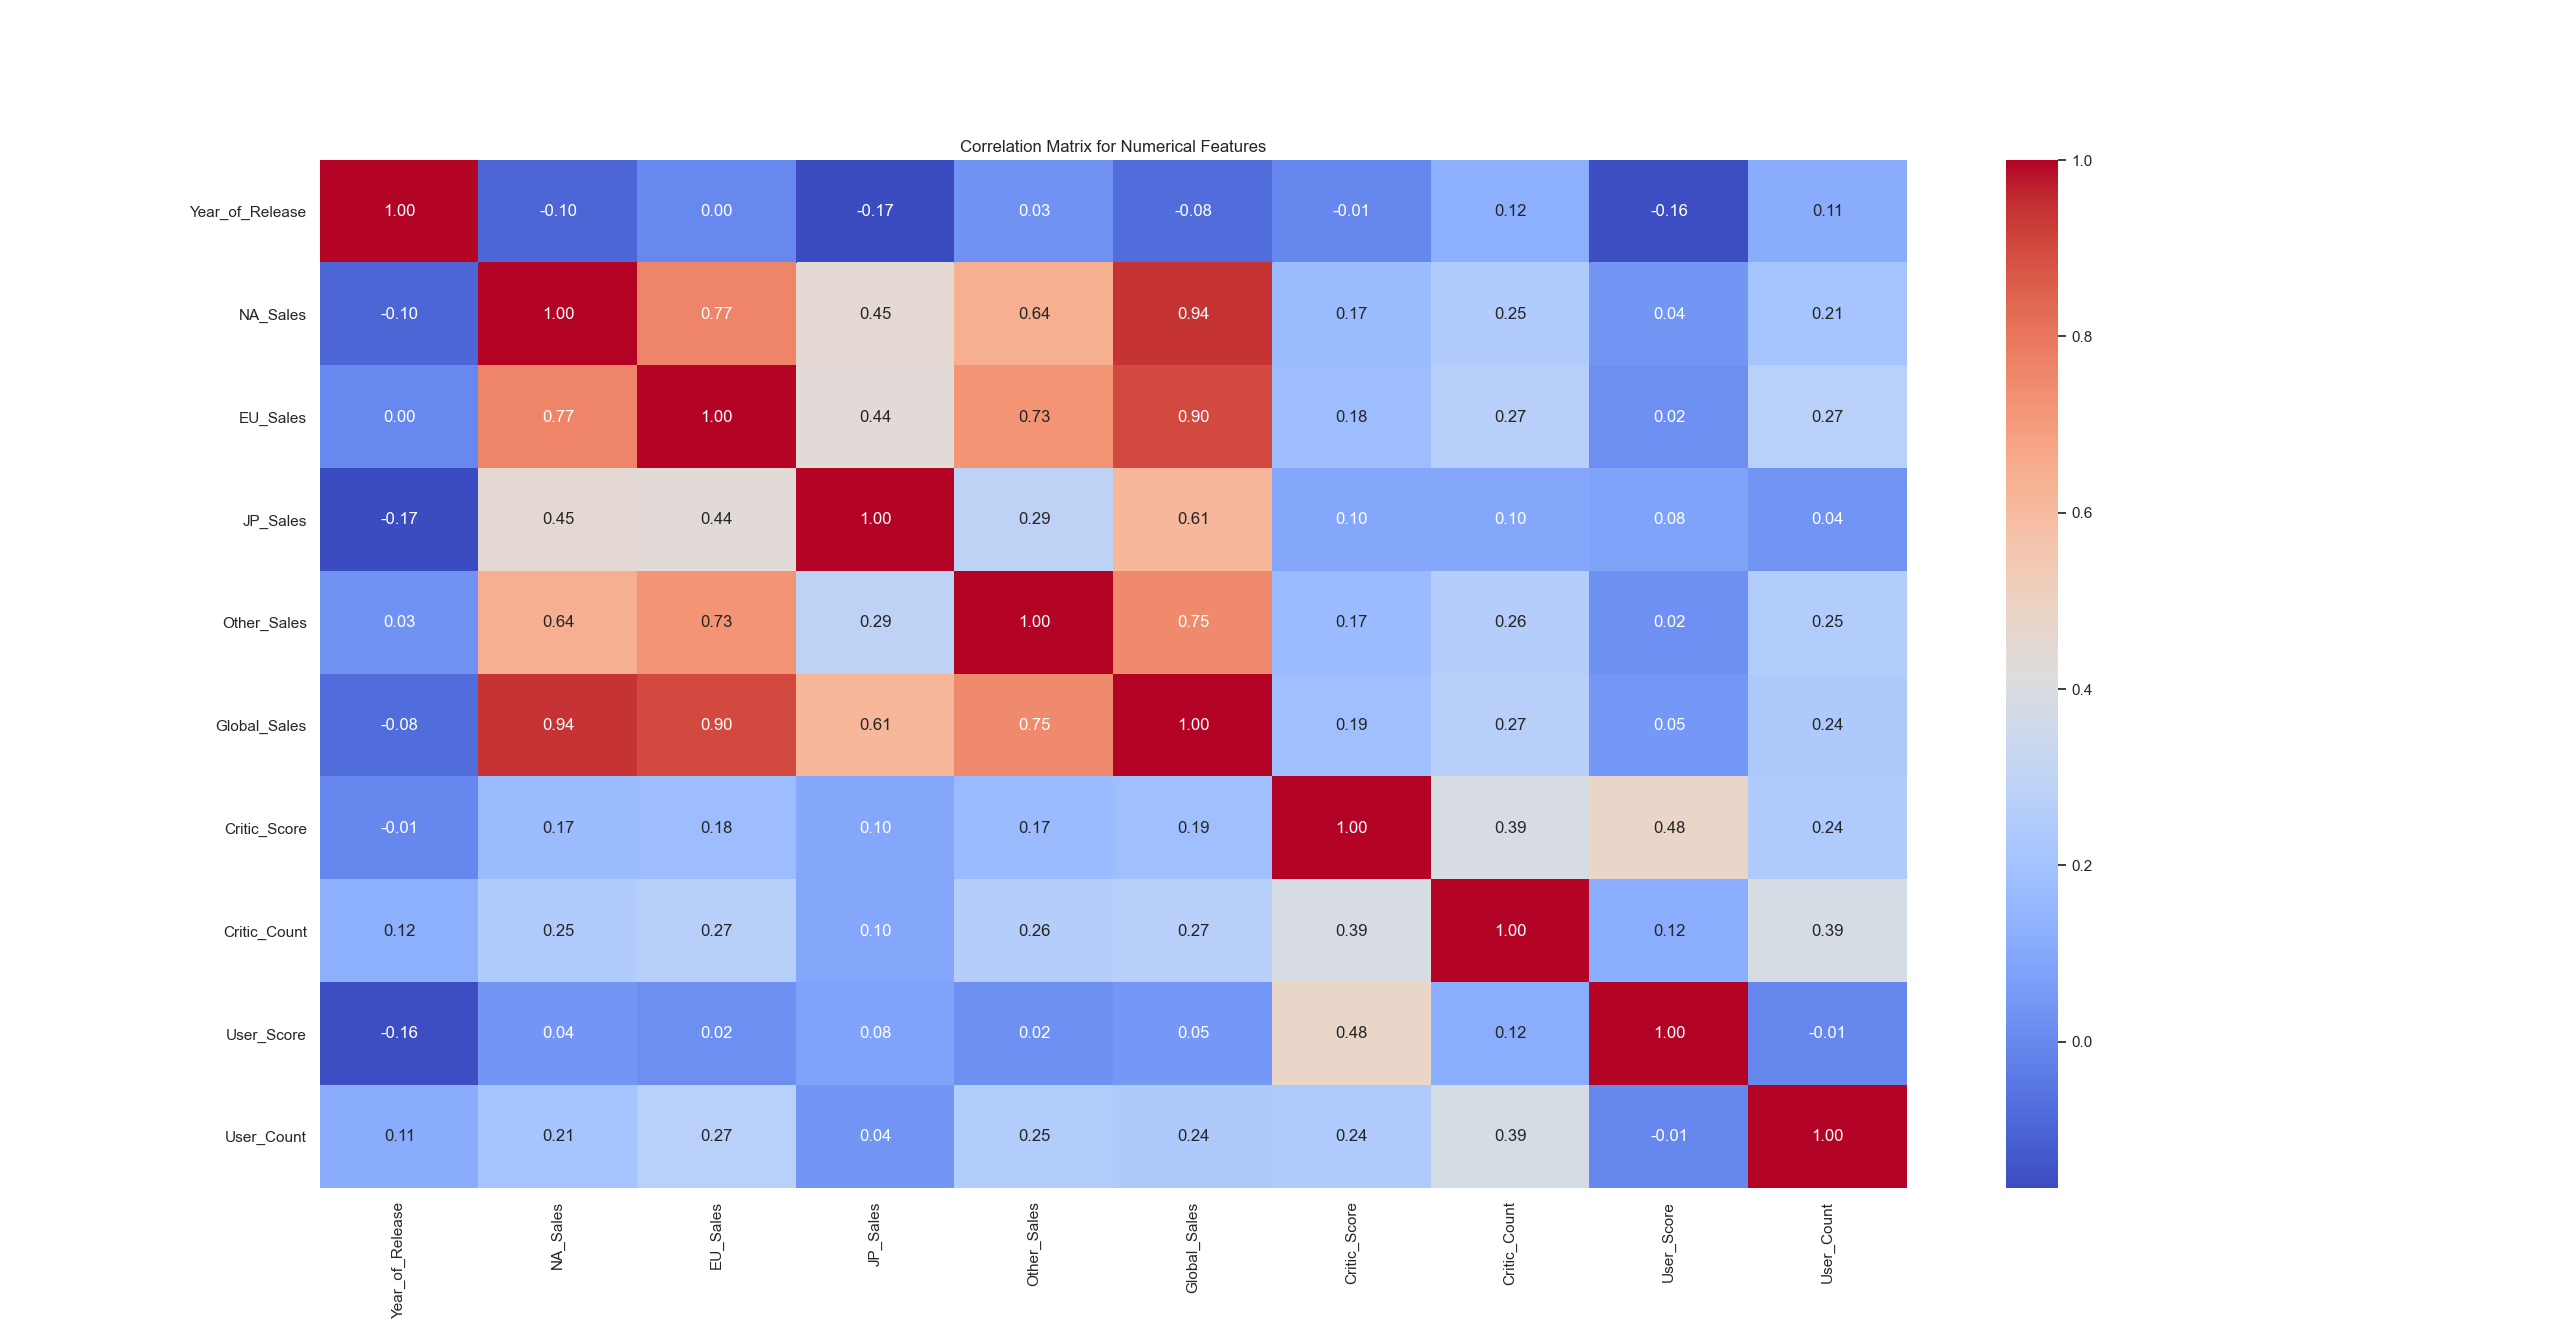 Correlation Matrix for Numerical Features
Year_of_Release 1.00 -0.10 0.00 -0.17 0.03 -0.08 -0.01 0.12 -0.16 0.11
NA_Sales -0.10 1.00 0.77 0.45 0.64 0.94 0.17 0.25 0.04 0.21
EU_Sales 0.00 0.77 1.00 0.44 0.73 0.90 0.18 0.27 0.02 0.27
JP_Sales -0.17 0.45 0.44 1.00 0.29 0.61 0.10 0.10 0.08 0.04
Other_Sales 0.03 0.64 0.73 0.29 1.00 0.75 0.17 0.26 0.02 0.25
Global_Sales -0.08 0.94 0.90 0.61 0.75 1.00 0.19 0.27 0.05 0.24
Critic_Score -0.01 0.17 0.18 0.10 0.17 0.19 1.00 0.39 0.48 0.24
Critic_Count 0.12 0.25 0.27 0.10 0.26 0.27 0.39 1.00 0.12 0.39
User_Score -0.16 0.04 0.02 0.08 0.02 0.05 0.48 0.12 1.00 -0.01
User_Count 0.11 0.21 0.27 0.04 0.25 0.24 0.24 0.39 -0.01 1.00
Year_of_Release
NA_Sales
EU_Sales
JP_Sales
Other_Sales
Global_Sales
Critic_Score
Critic_Count
User_Score
User_Count
1.0
0.8
0.6
0.4
0.2
0.0